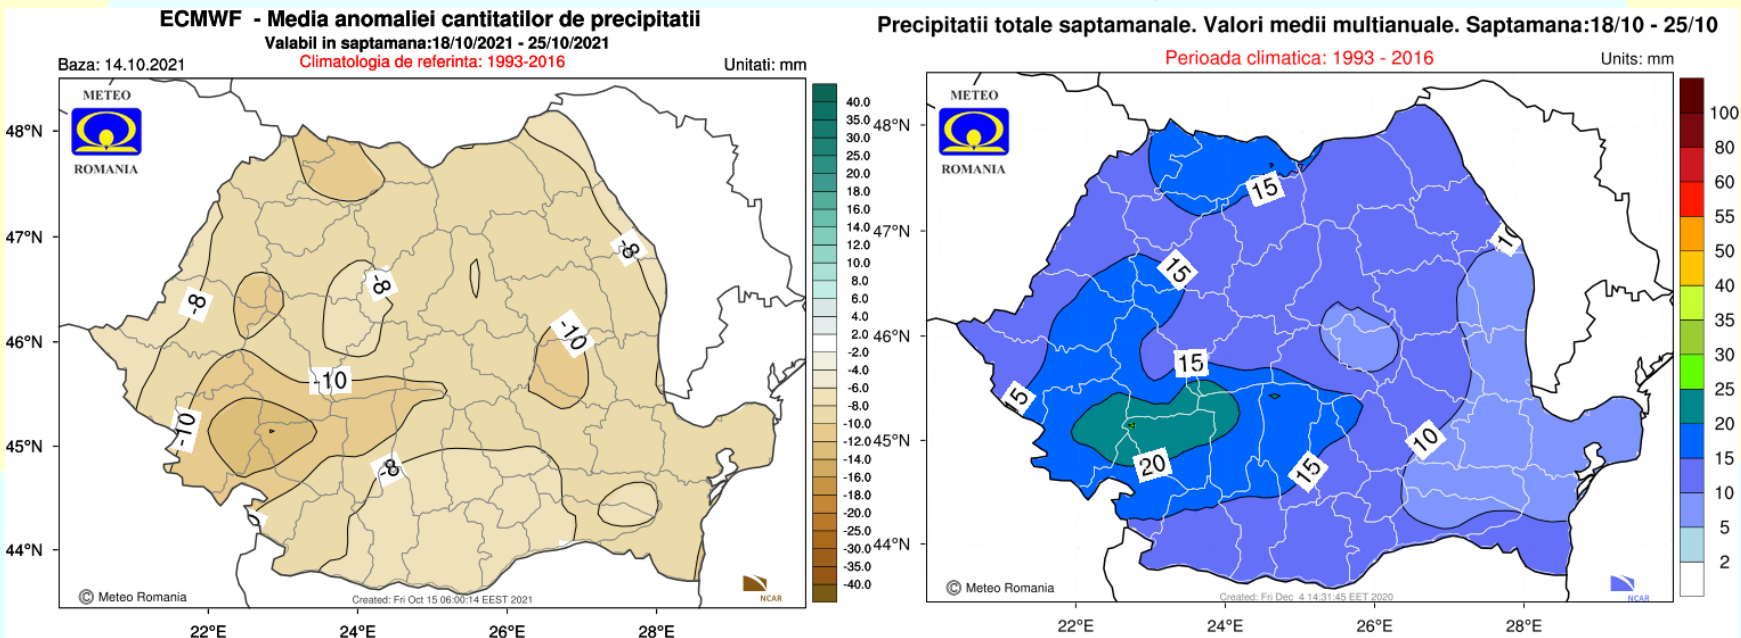 ECMWF - Media anomaliei cantitatilor de precipitatii
Valabil in saptamana:18/10/2021 - 25/10/2021
Baza: 14.10.2021
Climatologia de referinta: 1993-2016
Unitati: mm
METEO
ROMANIA
48°N
47°N
46°N
45°N
44°N
22°E
24°E
26°E
28°E
-8
-8
-8
-10
-10
-10
-8
40.0
35.0
30.0
25.0
20.0
18.0
16.0
14.0
12.0
10.0
8.0
6.0
4.0
2.0
-2.0
-4.0
-6.0
-8.0
-10.0
-12.0
-14.0
-16.0
-18.0
-20.0
-25.0
-30.0
-35.0
-40.0
© Meteo Romania
Created: Fri Oct 15 06:00:14 EEST 2021
NCAR
Precipitatii totale saptamanale. Valori medii multianuale. Saptamana:18/10 - 25/10
Perioada climatica: 1993 - 2016
Units: mm
METEO
ROMANIA
48°N
47°N
46°N
45°N
44°N
22°E
24°E
26°E
28°E
15
15
15
15
20
15
10
100
80
60
55
50
45
40
35
30
25
20
15
10
5
2
© Meteo Romania
Created: Fri Dec 4 14:31:45 EET 2020
NCAR